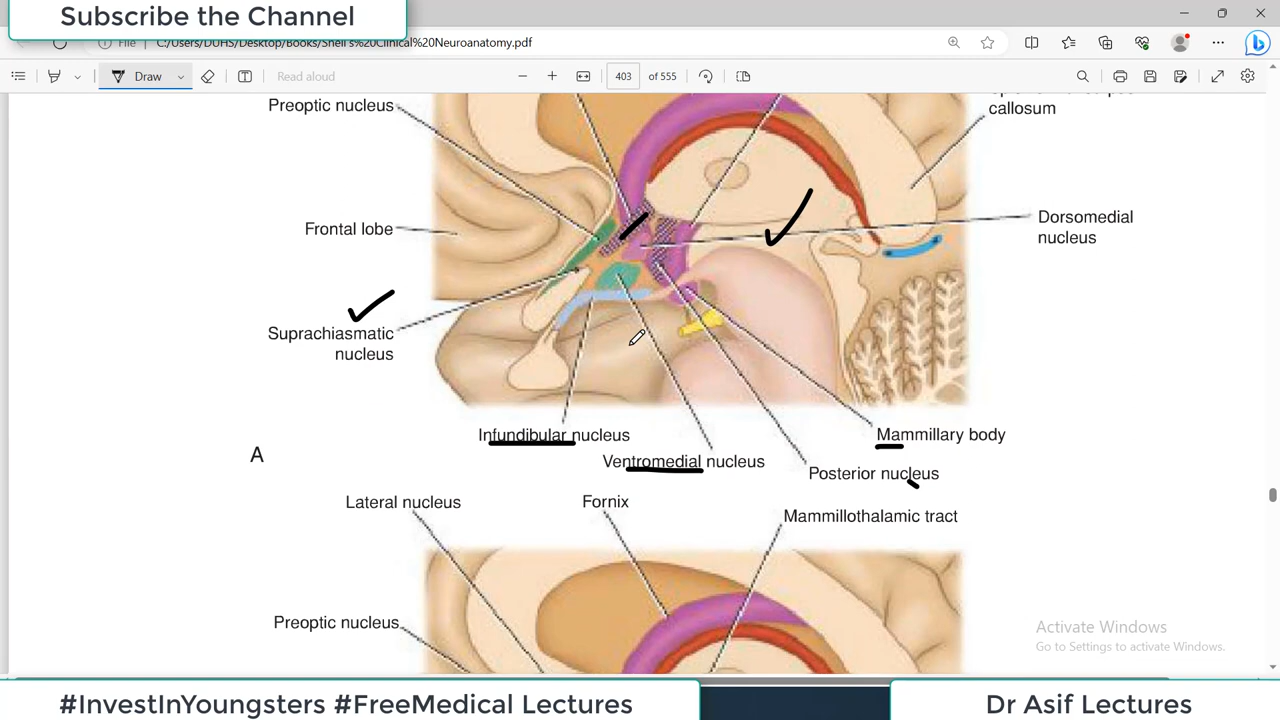 Subscribe the Channel
File
C:/Users/DUHS/Desktop/Books/Snell's%20Clinical%20Neuroanatomy.pdf
Draw
Read aloud
403
of 555
Preoptic nucleus
callosum
Frontal lobe
Dorsomedial
nucleus
Suprachiasmatic
nucleus
Infundibular nucleus
Mammillary body
Ventromedial nucleus
Posterior nucleus
A
Lateral nucleus
Fornix
Mammillothalamic tract
Preoptic nucleus
Activate Windows
Go to Settings to activate Windows.
#InvestInYoungsters #FreeMedical Lectures
Dr Asif Lectures